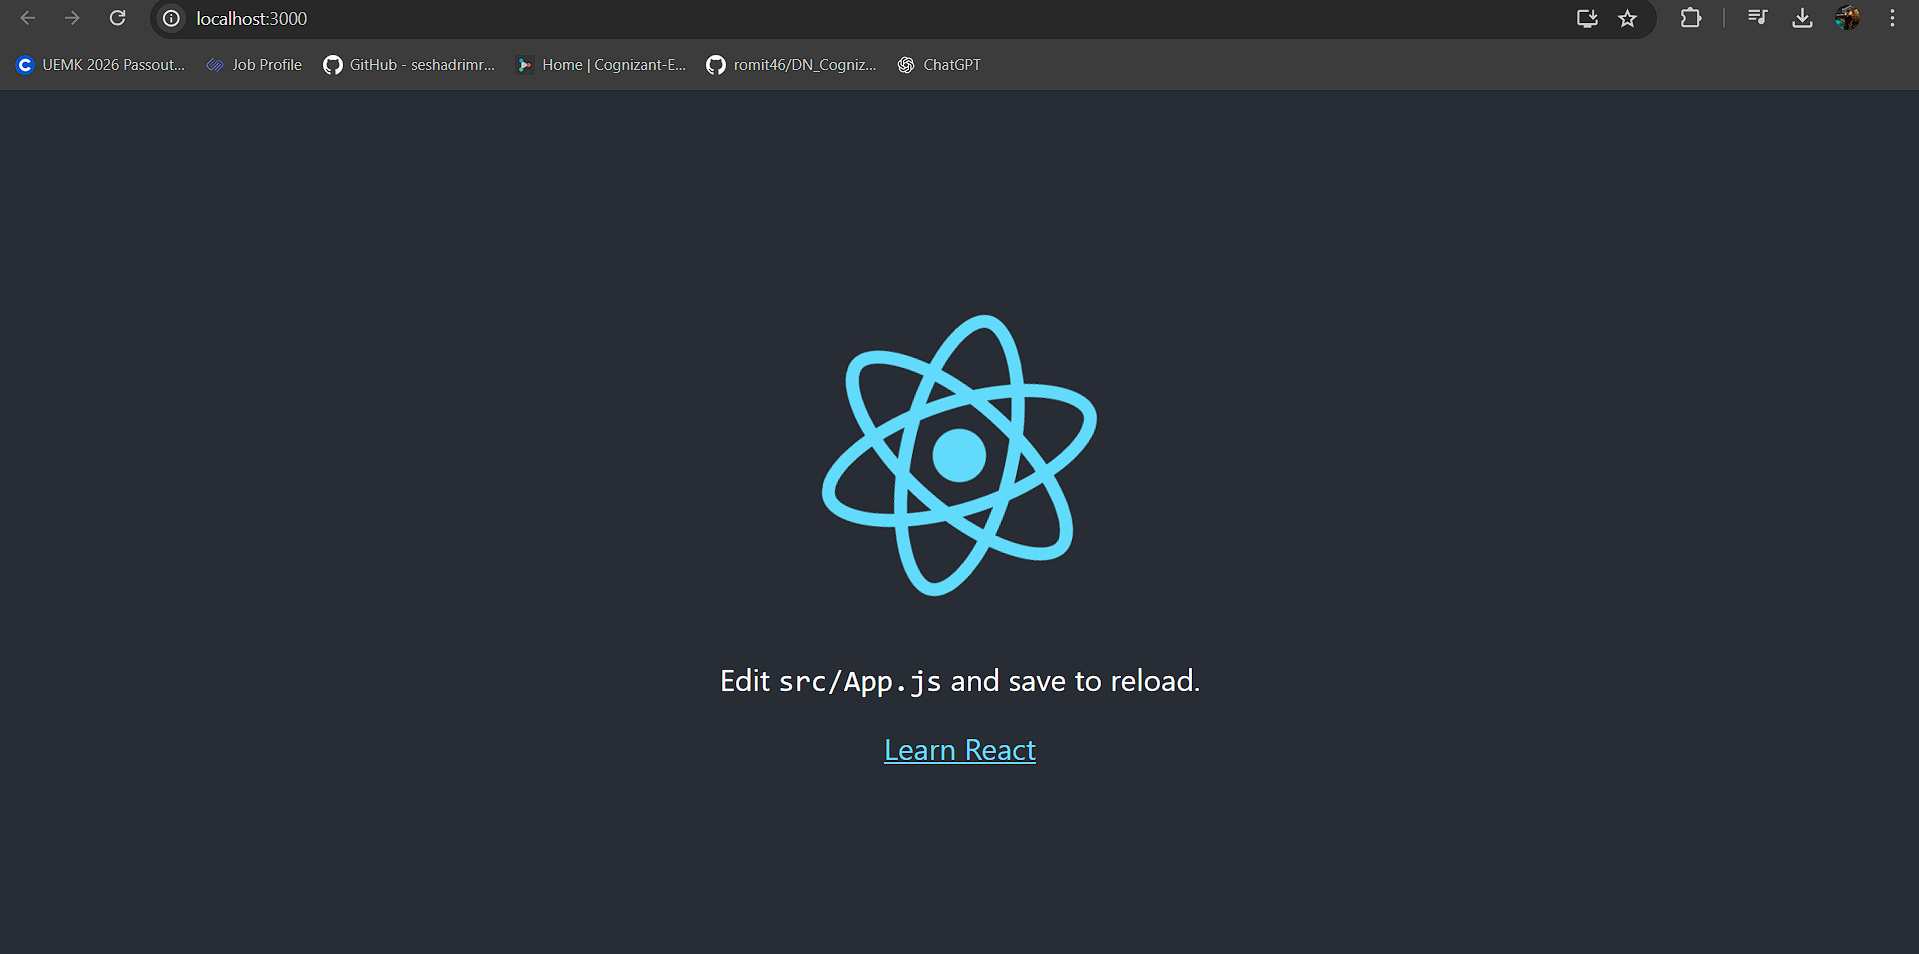 localhost:3000
UEMK 2026 Passout... Job Profile GitHub - seshadrimr... Home | Cognizant-E... romit46/DN_Cogniz... ChatGPT
Edit src/App.js and save to reload.
Learn React